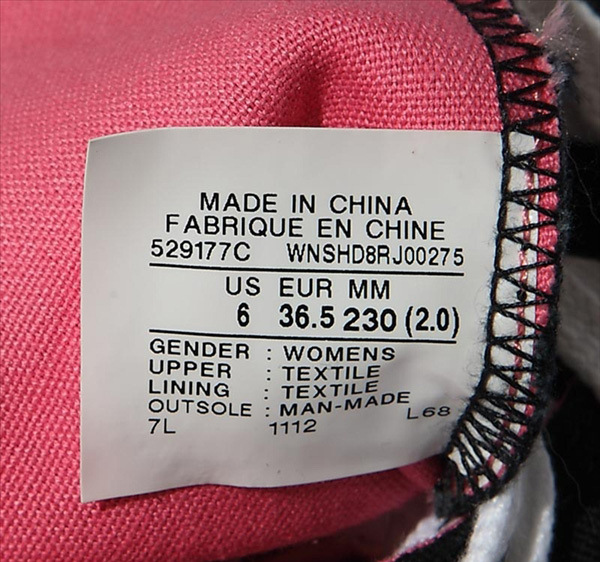 MADE IN CHINA
FABRIQUE EN CHINE
529177C WNSHD8RJ00275
US EUR MM
6 36.5 230 (2.0)
GENDER : WOMENS
UPPER : TEXTILE
LINING : TEXTILE
OUTSOLE : MAN-MADE L68
7L 1112